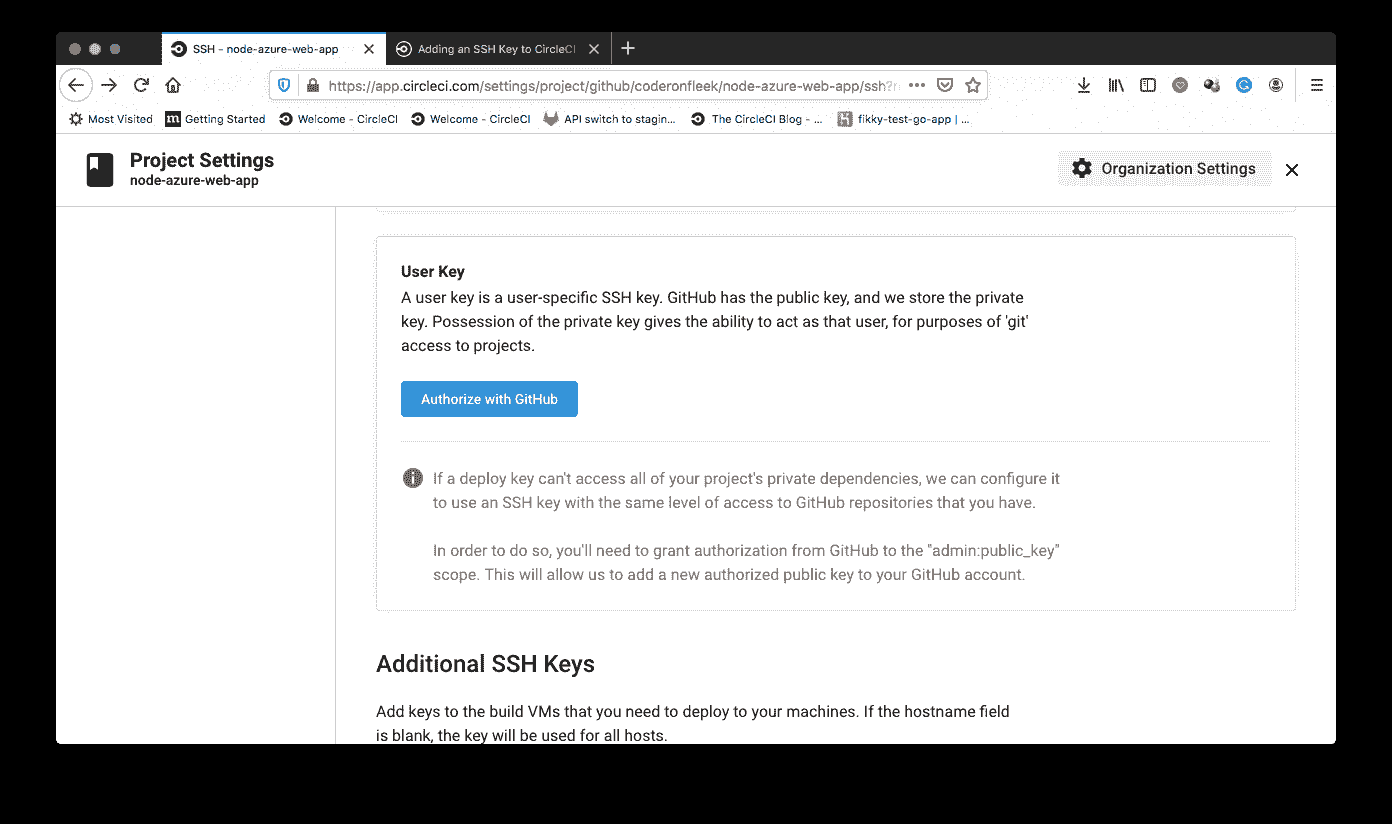 SSH - node-azure-web-app
Adding an SSH Key to CircleCI
https://app.circleci.com/settings/project/github/coderonfleek/node-azure-web-app/ssh?
Most Visited
Getting Started
Welcome - CircleCI
Welcome - CircleCI
API switch to stagin...
The CircleCI Blog - ...
fikky-test-go-app | ...
Project Settings
node-azure-web-app
Organization Settings
User Key
A user key is a user-specific SSH key. GitHub has the public key, and we store the private
key. Possession of the private key gives the ability to act as that user, for purposes of 'git'
access to projects.
Authorize with GitHub
If a deploy key can't access all of your project's private dependencies, we can configure it
to use an SSH key with the same level of access to GitHub repositories that you have.
In order to do so, you'll need to grant authorization from GitHub to the "admin:public_key"
scope. This will allow us to add a new authorized public key to your GitHub account.
Additional SSH Keys
Add keys to the build VMs that you need to deploy to your machines. If the hostname field
is blank, the key will be used for all hosts.